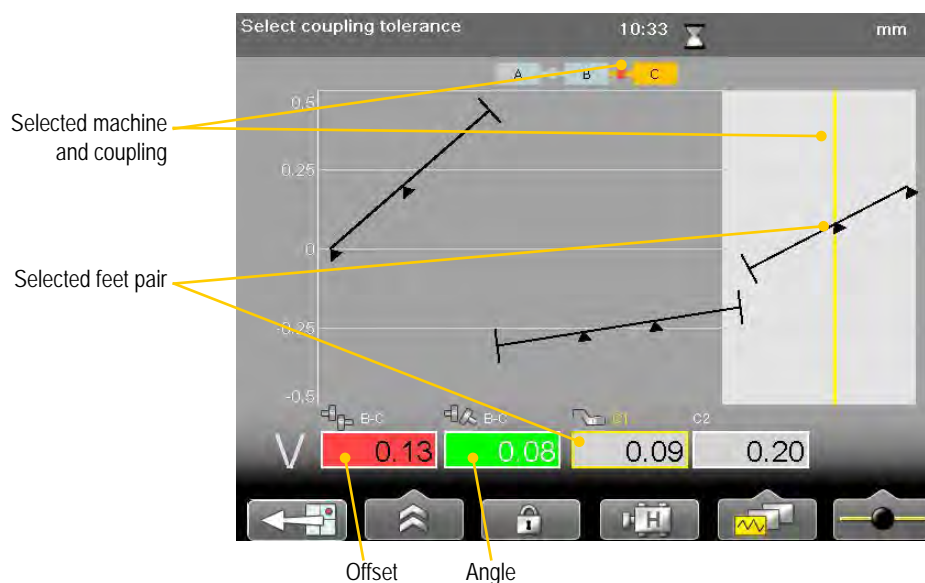 Select coupling tolerance 10:33 mm
A B C
Selected machine
and coupling
0.5
0.25
0
Selected feet pair
-0.25
-0.5
B-C B-C C1 C2
V 0.13 0.08 0.09 0.20
H
Offset Angle